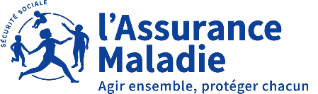 SÉCURITÉ SOCIALE
l'Assurance
Maladie
Agir ensemble, protéger chacun